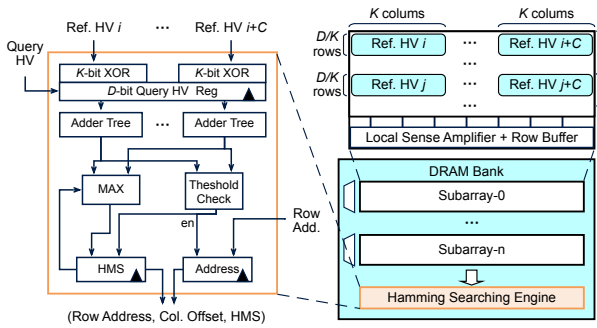 Ref. HV i ... Ref. HV i+C
Query
HV
K-bit XOR K-bit XOR
D-bit Query HV Reg
Adder Tree ... Adder Tree
MAX
Theshold
Check
en
Row
Add.
HMS Address
(Row Address, Col. Offset, HMS)
K colums K colums
D/K
rows
Ref. HV i ... Ref. HV i+C
...
D/K
rows
Ref. HV j ... Ref. HV j+C
...
Local Sense Amplifier + Row Buffer
DRAM Bank
Subarray-0
...
Subarray-n
Hamming Searching Engine